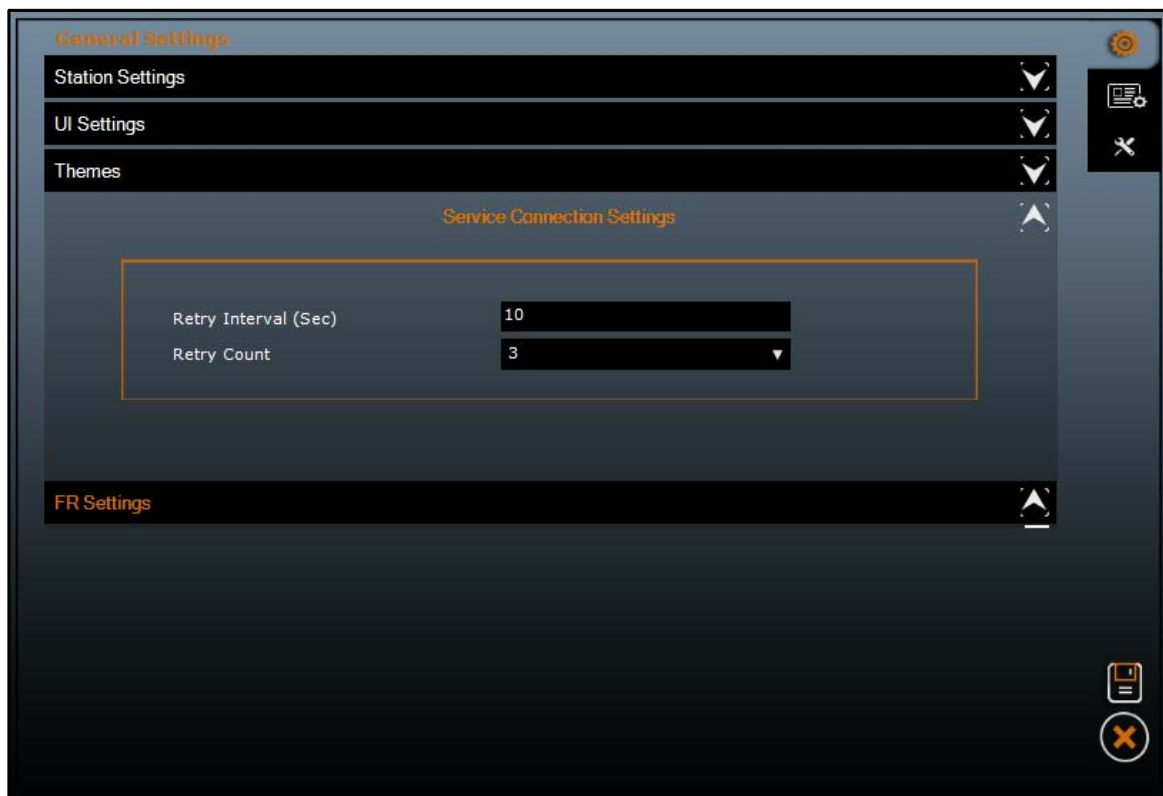 General Settings
Station Settings
UI Settings
Themes
Service Connection Settings
Retry Interval (Sec) 10
Retry Count 3
FR Settings